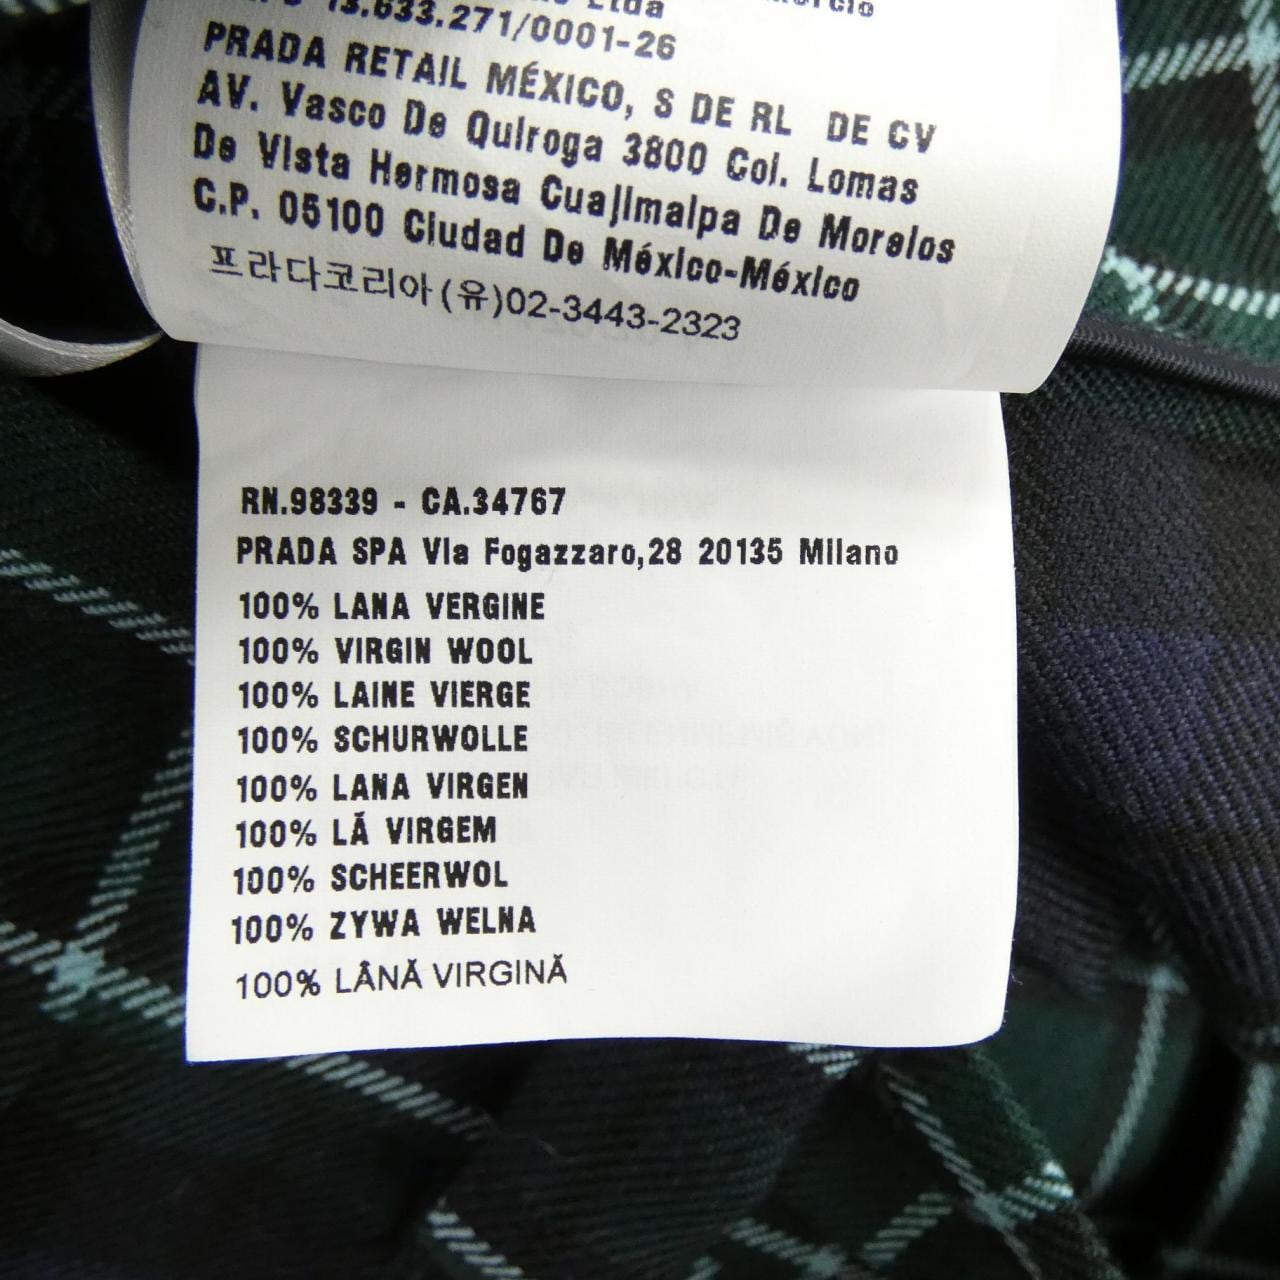 Ltda
13.633.271/0001-26
PRADA RETAIL MÉXICO, S DE RL DE CV
AV. Vasco De Quiroga 3800 Col. Lomas
De Vista Hermosa Cuajimalpa De Morelos
C.P. 05100 Ciudad De México-México
프라다코리아(유)02-3443-2323
RN.98339 - CA.34767
PRADA SPA Via Fogazzaro,28 20135 Milano
100% LANA VERGINE
100% VIRGIN WOOL
100% LAINE VIERGE
100% SCHURWOLLE
100% LANA VIRGEN
100% LÃ VIRGEM
100% SCHEERWOL
100% ZYWA WELNA
100% LÂNĂ VIRGINĂ